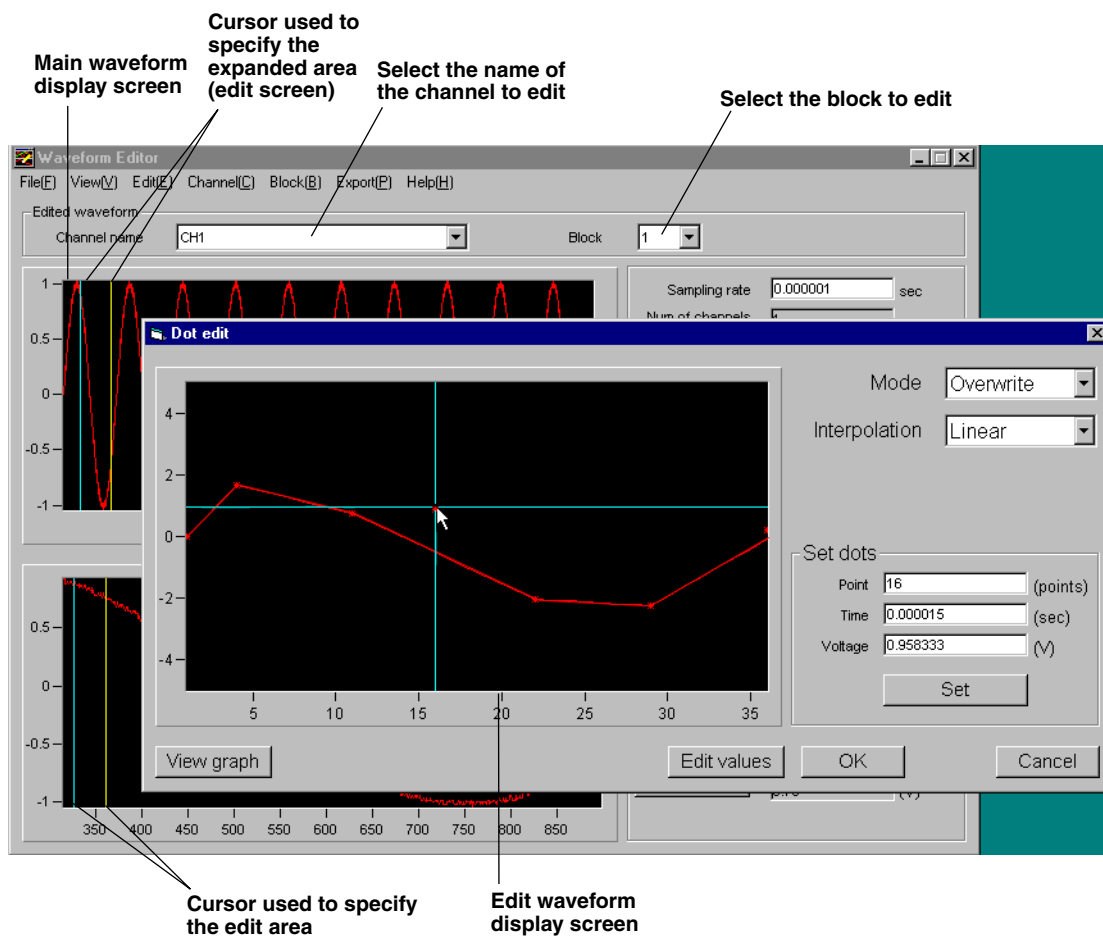 Cursor used to
specify the
expanded area
(edit screen)
Main waveform
display screen
Select the name of
the channel to edit
Select the block to edit
Waveform Editor
File(F) View(V) Edit(E) Channel(C) Block(B) Export(P) Help(H)
Edited waveform
Channel name CH1 Block 1
1
0.5
0
-0.5
-1
Sampling rate 0.000001 sec
Num of channels
Dot edit
4
2
0
-2
-4
5 10 15 20 25 30 35
Mode Overwrite
Interpolation Linear
Set dots
Point 16 (points)
Time 0.000015 (sec)
Voltage 0.958333 (V)
Set
View graph Edit values OK Cancel
0.5
0
-0.5
-1
(V)
350 400 450 500 550 600 650 700 750 800 850
Cursor used to specify
the edit area
Edit waveform
display screen